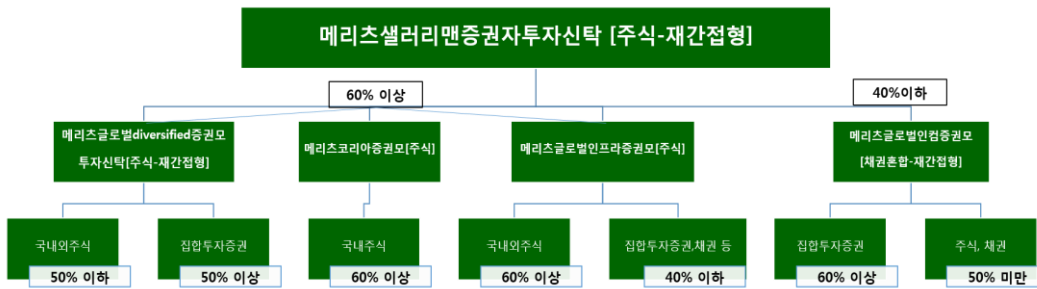 메리츠샐러리맨증권자투자신탁 [주식-재간접형]
60% 이상
40%이하
메리츠글로벌diversified증권모
투자신탁[주식-재간접형]
메리츠코리아증권모[주식]
메리츠글로벌인프라증권모[주식]
메리츠글로벌인컴증권모
[채권혼합-재간접형]
국내외주식
집합투자증권
국내주식
국내외주식
집합투자증권,채권 등
집합투자증권
주식, 채권
50% 이하
50% 이상
60% 이상
60% 이상
40% 이하
60% 이상
50% 미만